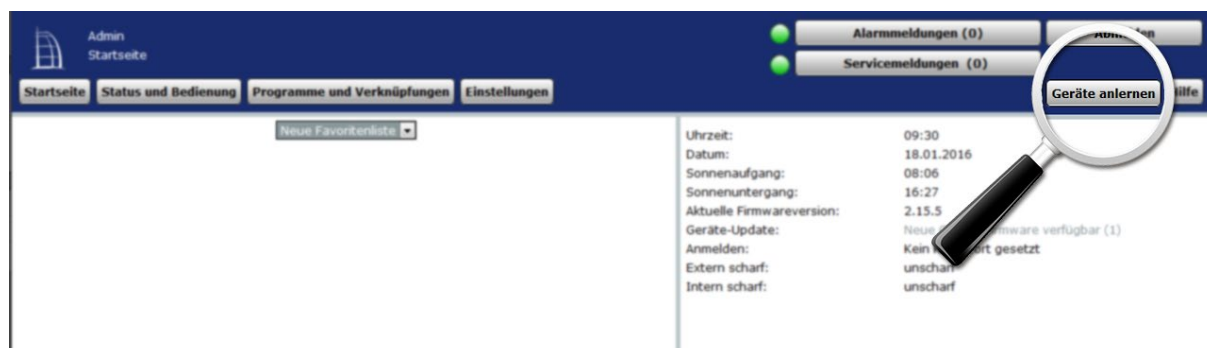 Admin
Startseite
Alarmmeldungen (0)
Abmelden
Servicemeldungen (0)
Startseite Status und Bedienung Programme und Verknüpfungen Einstellungen Geräte anlernen
Neue Favoritenliste
Uhrzeit: 09:30
Datum: 18.01.2016
Sonnenaufgang: 08:06
Sonnenuntergang: 16:27
Aktuelle Firmwareversion: 2.15.5
Geräte-Update: Neue verfügbar (1)
Anmelden: Kein gesetzt
Extern scharf: unscharf
Intern scharf: unscharf